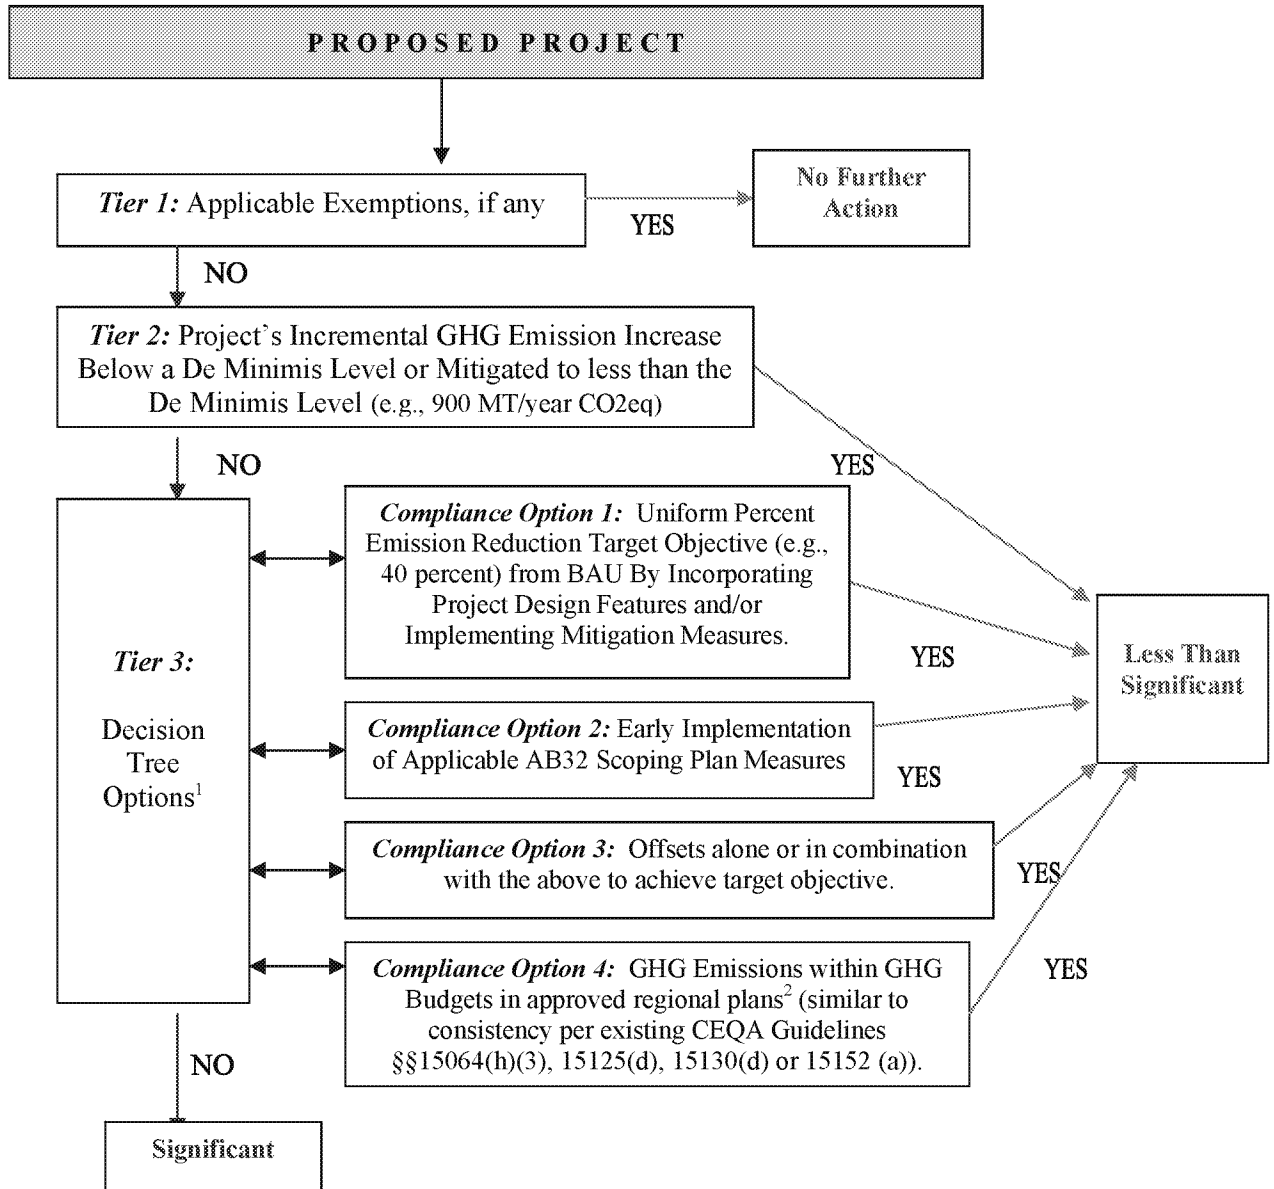 PROPOSED PROJECT
Tier 1: Applicable Exemptions, if any
YES
No Further
Action
NO
Tier 2: Project's Incremental GHG Emission Increase
Below a De Minimis Level or Mitigated to less than the
De Minimis Level (e.g., 900 MT/year CO2eq)
YES
NO
Tier 3:
Decision
Tree
Options¹
Compliance Option 1: Uniform Percent
Emission Reduction Target Objective (e.g.,
40 percent) from BAU By Incorporating
Project Design Features and/or
Implementing Mitigation Measures.
YES
Compliance Option 2: Early Implementation
of Applicable AB32 Scoping Plan Measures
YES
Compliance Option 3: Offsets alone or in combination
with the above to achieve target objective.
YES
Compliance Option 4: GHG Emissions within GHG
Budgets in approved regional plans² (similar to
consistency per existing CEQA Guidelines
§§15064(h)(3), 15125(d), 15130(d) or 15152 (a)).
YES
Less Than
Significant
NO
Significant